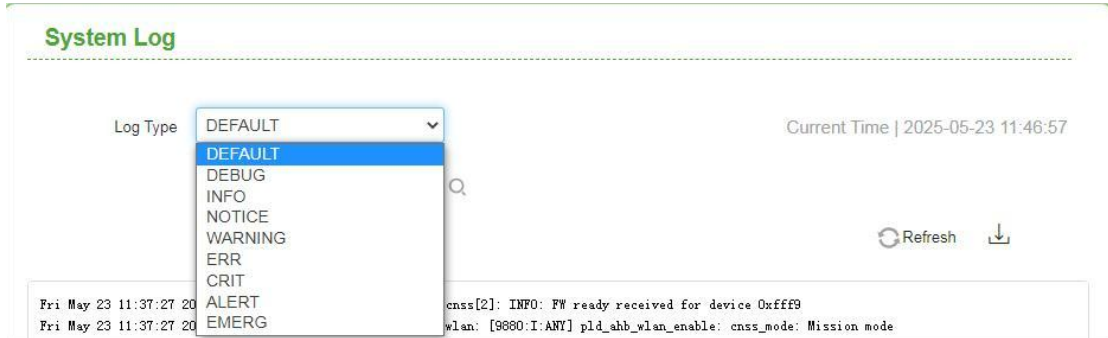 System Log
Log Type DEFAULT Current Time | 2025-05-23 11:46:57
DEFAULT
DEBUG
INFO
NOTICE
WARNING
ERR
CRIT
ALERT
EMERG
Refresh
Fri May 23 11:37:27 20 cnss[2]: INFO: FW ready received for device 0xfff9
Fri May 23 11:37:27 20 wlan: [9880:I:ANY] pld_ahb_wlan_enable: cnss_mode: Mission mode